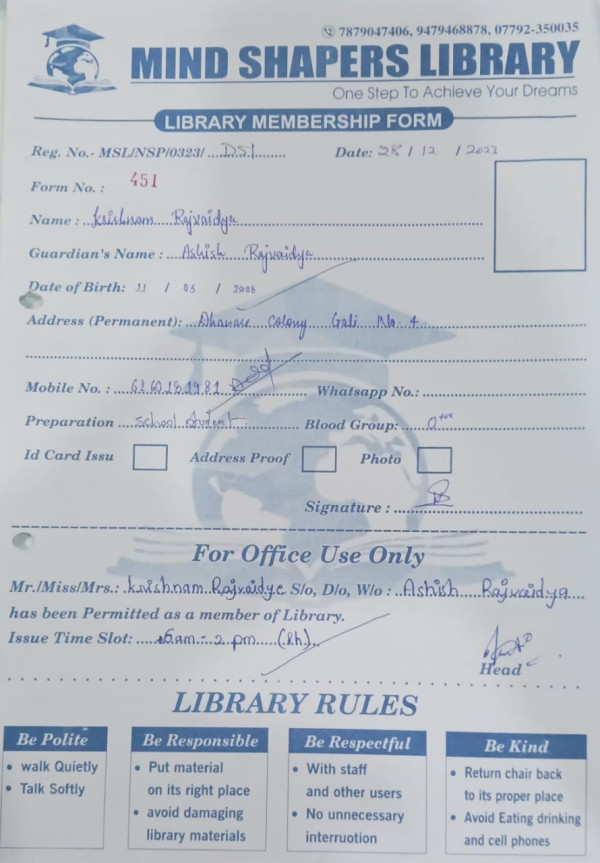 7879047406, 9479468878, 07792-350035
MIND SHAPERS LIBRARY
One Step To Achieve Your Dreams
LIBRARY MEMBERSHIP FORM
Reg. No.- MSL/NSP/0323/....DS1........ Date: 28 / 12 / 2023
Form No. : 451
Name : Krishnam Rajvaidya
Guardian's Name : Ashish Rajvaidya
Date of Birth: 11 / 03 / 2008
Address (Permanent): Dhanare Colony Gali No-4
Mobile No. : Whatsapp No.:
Preparation school student Blood Group: O+ve
Id Card Issu Address Proof Photo
Signature :
For Office Use Only
Mr./Miss/Mrs.: Krishnam Rajvaidye S/o, D/o, W/o : Ashish Rajvaidya
has been Permitted as a member of Library.
Issue Time Slot: 6am - 2 pm (8h)
Head
LIBRARY RULES
Be Polite Be Responsible Be Respectful Be Kind
• walk Quietly • Put material • With staff • Return chair back
• Talk Softly on its right place and other users to its proper place
• avoid damaging • No unnecessary • Avoid Eating drinking
library materials interruotion and cell phones